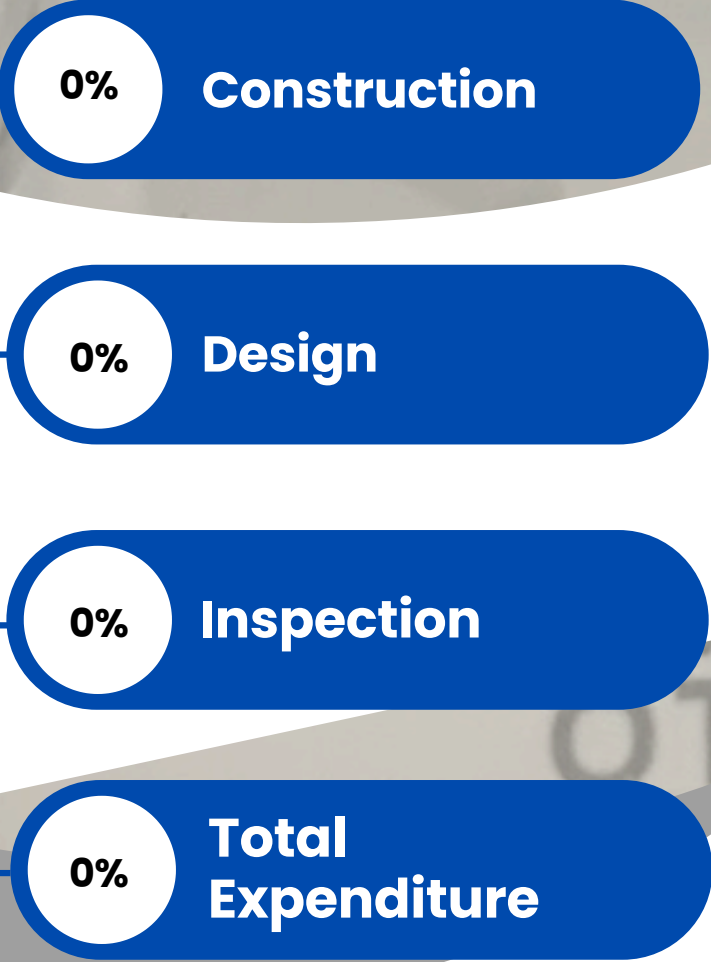 0%
Construction
0%
Design
0%
Inspection
0%
Total
Expenditure